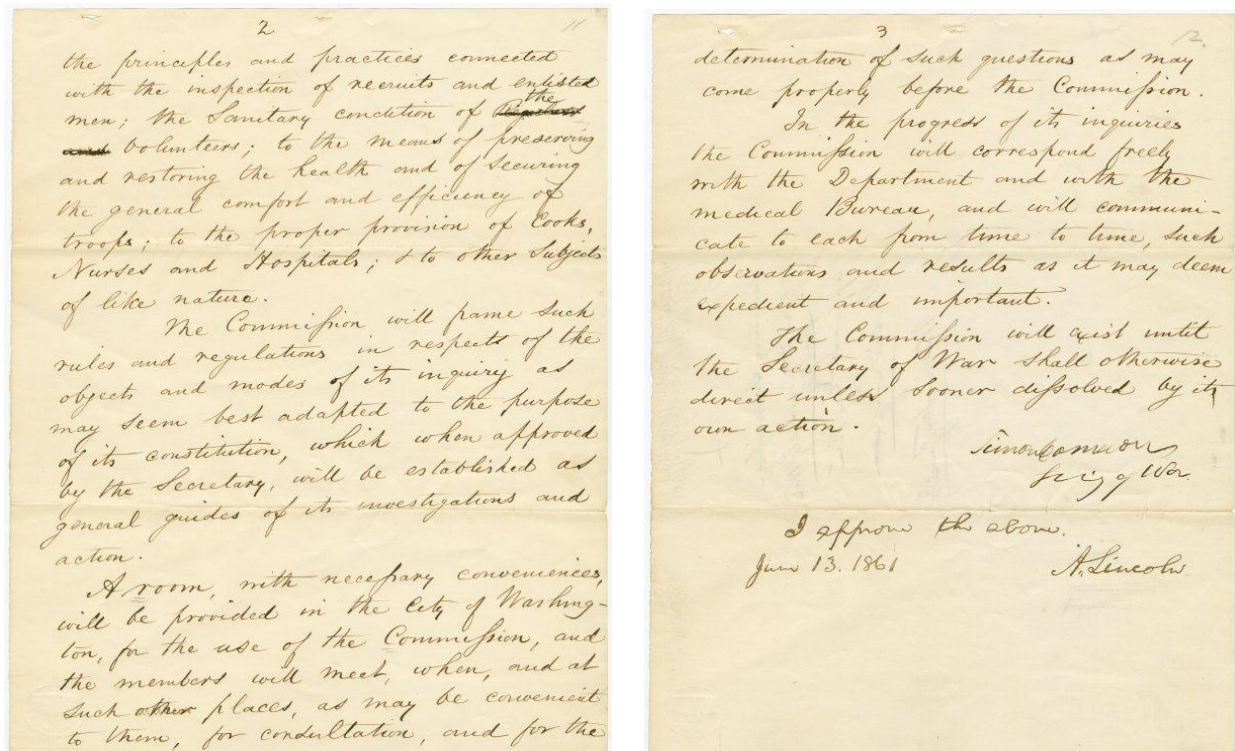 2
11
the principles and practices connected
with the inspection of recruits and enlisted
men; the Sanitary condition of the
volunteers; to the means of preserving
and restoring the health and of securing
the general comfort and efficiency of
troops; to the proper provision of Cooks,
Nurses and Hospitals; & to other Subjects
of like nature.
The Commission will frame such
rules and regulations in respects of the
objects and modes of its inquiry as
may seem best adapted to the purpose
of its constitution, which when approved
by the Secretary, will be established as
general guides of its investigations and
action.
A room, with necessary conveniences,
will be provided in the City of Washing-
ton, for the use of the Commission, and
the members will meet, when, and at
such other places, as may be convenient
to them, for consultation, and for the
3
12.
determination of such questions as may
come properly before the Commission.
In the progress of its inquiries
the Commission will correspond freely
with the Department and with the
medical Bureau, and will communi-
cate to each from time to time, such
observations and results as it may deem
expedient and important.
The Commission will exist until
the Secretary of War shall otherwise
direct unless sooner dissolved by its
own action.
Simon Cameron
Secy of War.
I approve the above.
June 13. 1861
A. Lincoln